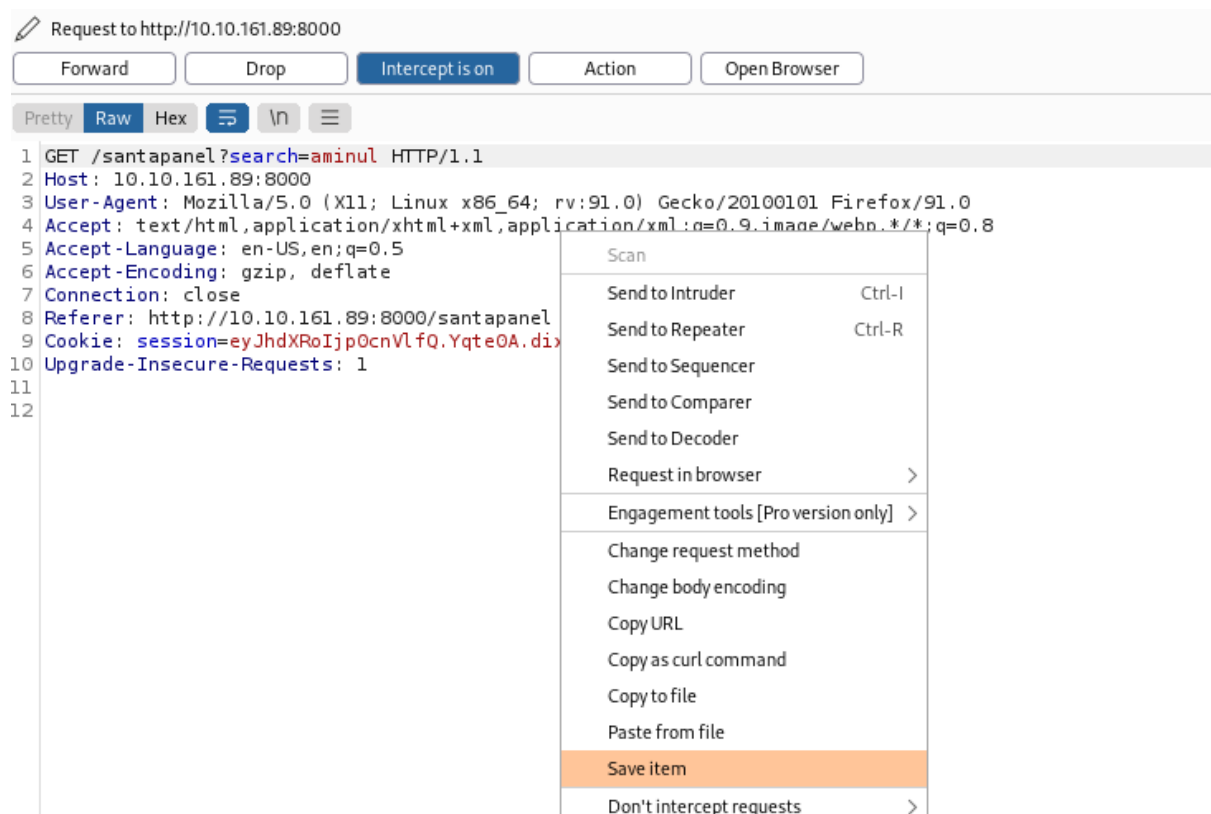 Request to http://10.10.161.89:8000
Forward Drop Intercept is on Action Open Browser
Pretty Raw Hex \n
1 GET /santapanel?search=aminul HTTP/1.1
2 Host: 10.10.161.89:8000
3 User-Agent: Mozilla/5.0 (X11; Linux x86_64; rv:91.0) Gecko/20100101 Firefox/91.0
4 Accept: text/html,application/xhtml+xml,application/xml;q=0.9,image/webp,*/*;q=0.8
5 Accept-Language: en-US,en;q=0.5
6 Accept-Encoding: gzip, deflate
7 Connection: close
8 Referer: http://10.10.161.89:8000/santapanel
9 Cookie: session=eyJhdXRoIjp0cnVlfQ.Yqte0A.dix
10 Upgrade-Insecure-Requests: 1
11
12
Scan
Send to Intruder Ctrl-I
Send to Repeater Ctrl-R
Send to Sequencer
Send to Comparer
Send to Decoder
Request in browser
Engagement tools [Pro version only]
Change request method
Change body encoding
Copy URL
Copy as curl command
Copy to file
Paste from file
Save item
Don't intercept requests